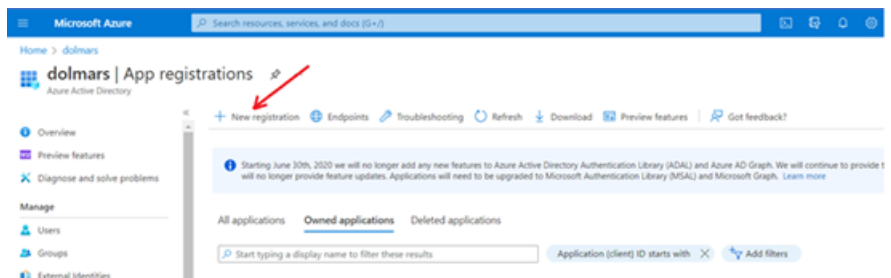 Microsoft Azure
Search resources, services, and docs (G+/)
Home > dolmars
dolmars | App registrations
Azure Active Directory
New registration Endpoints Troubleshooting Refresh Download Preview features Got feedback?
Overview
Preview features
Diagnose and solve problems
Manage
Users
Groups
External Identities
Starting June 30th, 2020 we will no longer add any new features to Azure Active Directory Authentication Library (ADAL) and Azure AD Graph. We will continue to provide t
will no longer provide feature updates. Applications will need to be upgraded to Microsoft Authentication Library (MSAL) and Microsoft Graph. Learn more
All applications Owned applications Deleted applications
Start typing a display name to filter these results Application (client) ID starts with Add filters